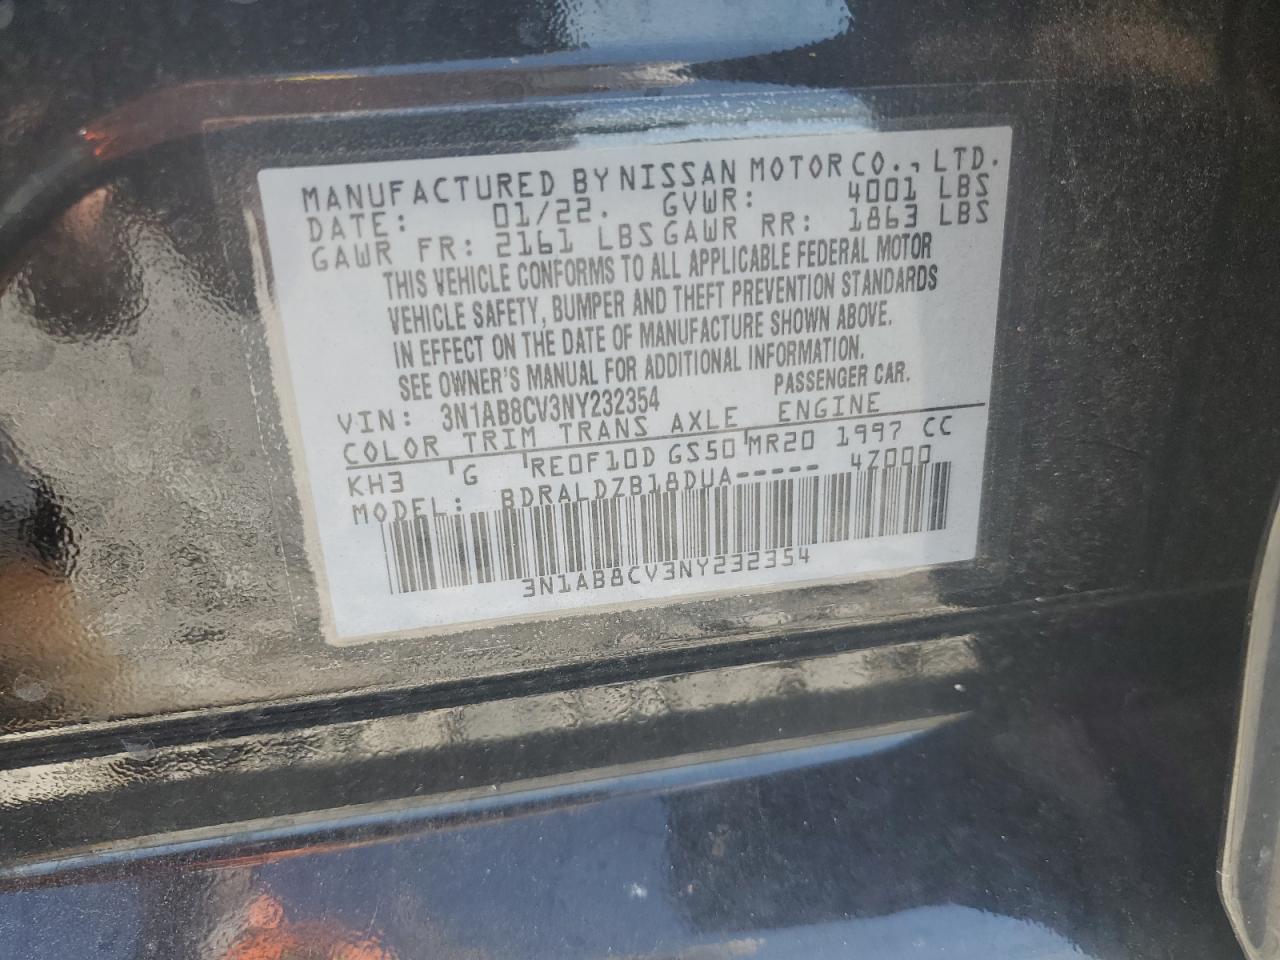 MANUFACTURED BY NISSAN MOTOR CO., LTD.
DATE: 01/22. GVWR: 4001 LBS
GAWR FR: 2161 LBS GAWR RR: 1863 LBS
THIS VEHICLE CONFORMS TO ALL APPLICABLE FEDERAL MOTOR
VEHICLE SAFETY, BUMPER AND THEFT PREVENTION STANDARDS
IN EFFECT ON THE DATE OF MANUFACTURE SHOWN ABOVE.
SEE OWNER'S MANUAL FOR ADDITIONAL INFORMATION.
VIN: 3N1AB8CV3NY232354 PASSENGER CAR.
COLOR TRIM TRANS AXLE ENGINE
KH3 G RE0F10D GS50 MR20 1997 CC
MODEL: BDRALDZB18DUA----- 4Z000
3N1AB8CV3NY232354